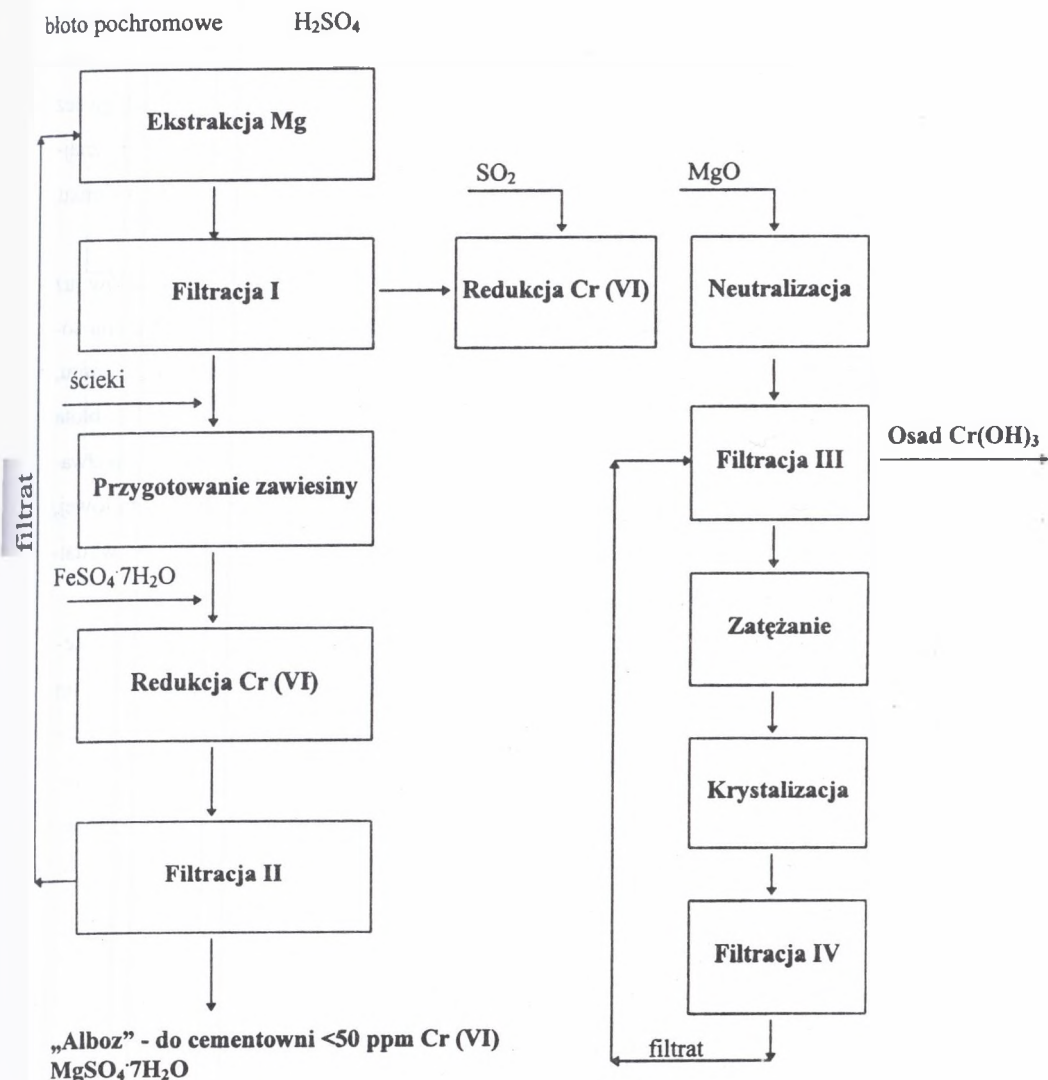 błoto pochromowe H₂SO₄
Ekstrakcja Mg
SO₂ MgO
Filtracja I
Redukcja Cr (VI)
Neutralizacja
ścieki
Przygotowanie zawiesiny
Filtracja III
Osad Cr(OH)₃
filtrat
FeSO₄·7H₂O
Zatężanie
Redukcja Cr (VI)
Krystalizacja
Filtracja II
Filtracja IV
„Alboz” - do cementowni <50 ppm Cr (VI)
MgSO₄·7H₂O
filtrat